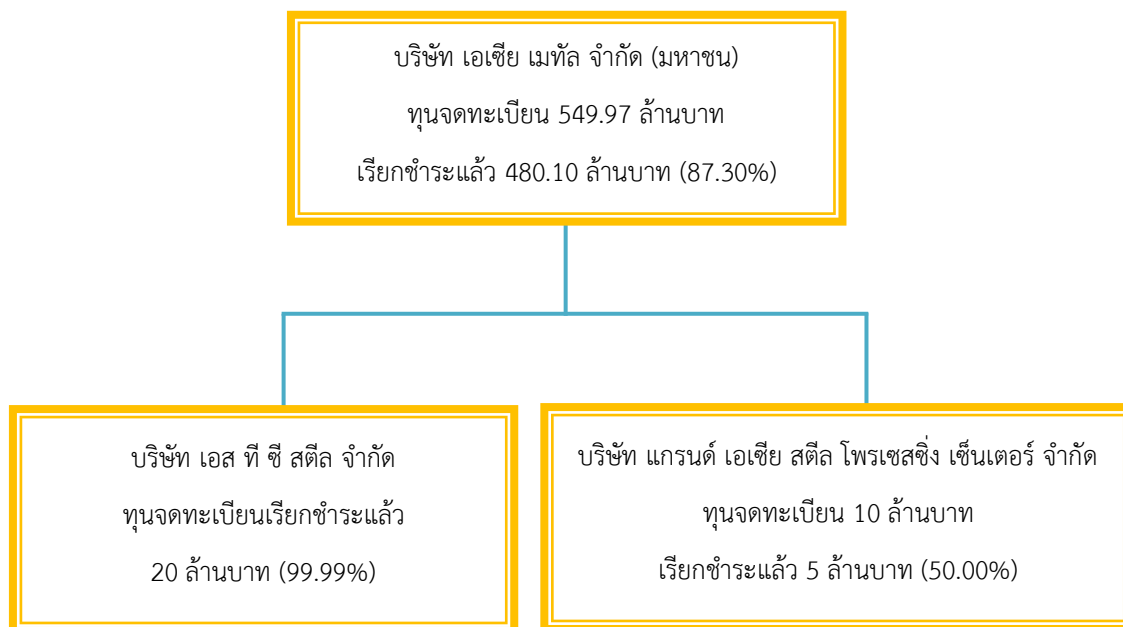 บริษัท เอเซีย เมทัล จำกัด (มหาชน)
ทุนจดทะเบียน 549.97 ล้านบาท
เรียกชำระแล้ว 480.10 ล้านบาท (87.30%)
บริษัท เอส ที ซี สตีล จำกัด
ทุนจดทะเบียนเรียกชำระแล้ว
20 ล้านบาท (99.99%)
บริษัท แกรนด์ เอเซีย สตีล โพรเซสซิ่ง เซ็นเตอร์ จำกัด
ทุนจดทะเบียน 10 ล้านบาท
เรียกชำระแล้ว 5 ล้านบาท (50.00%)